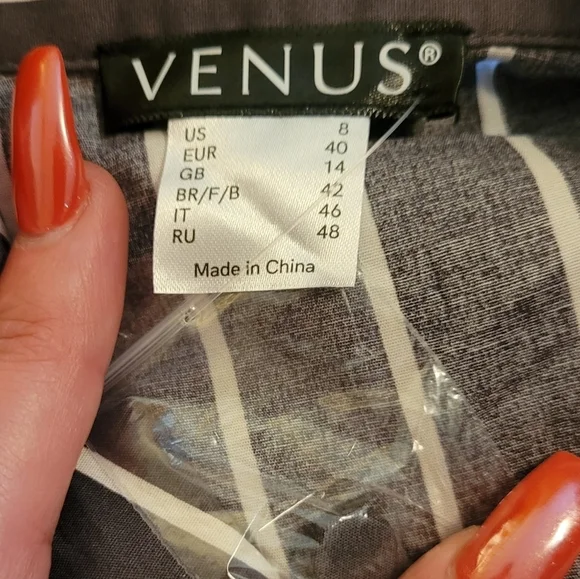 VENUS®
US 8
EUR 40
GB 14
BR/F/B 42
IT 46
RU 48
Made in China